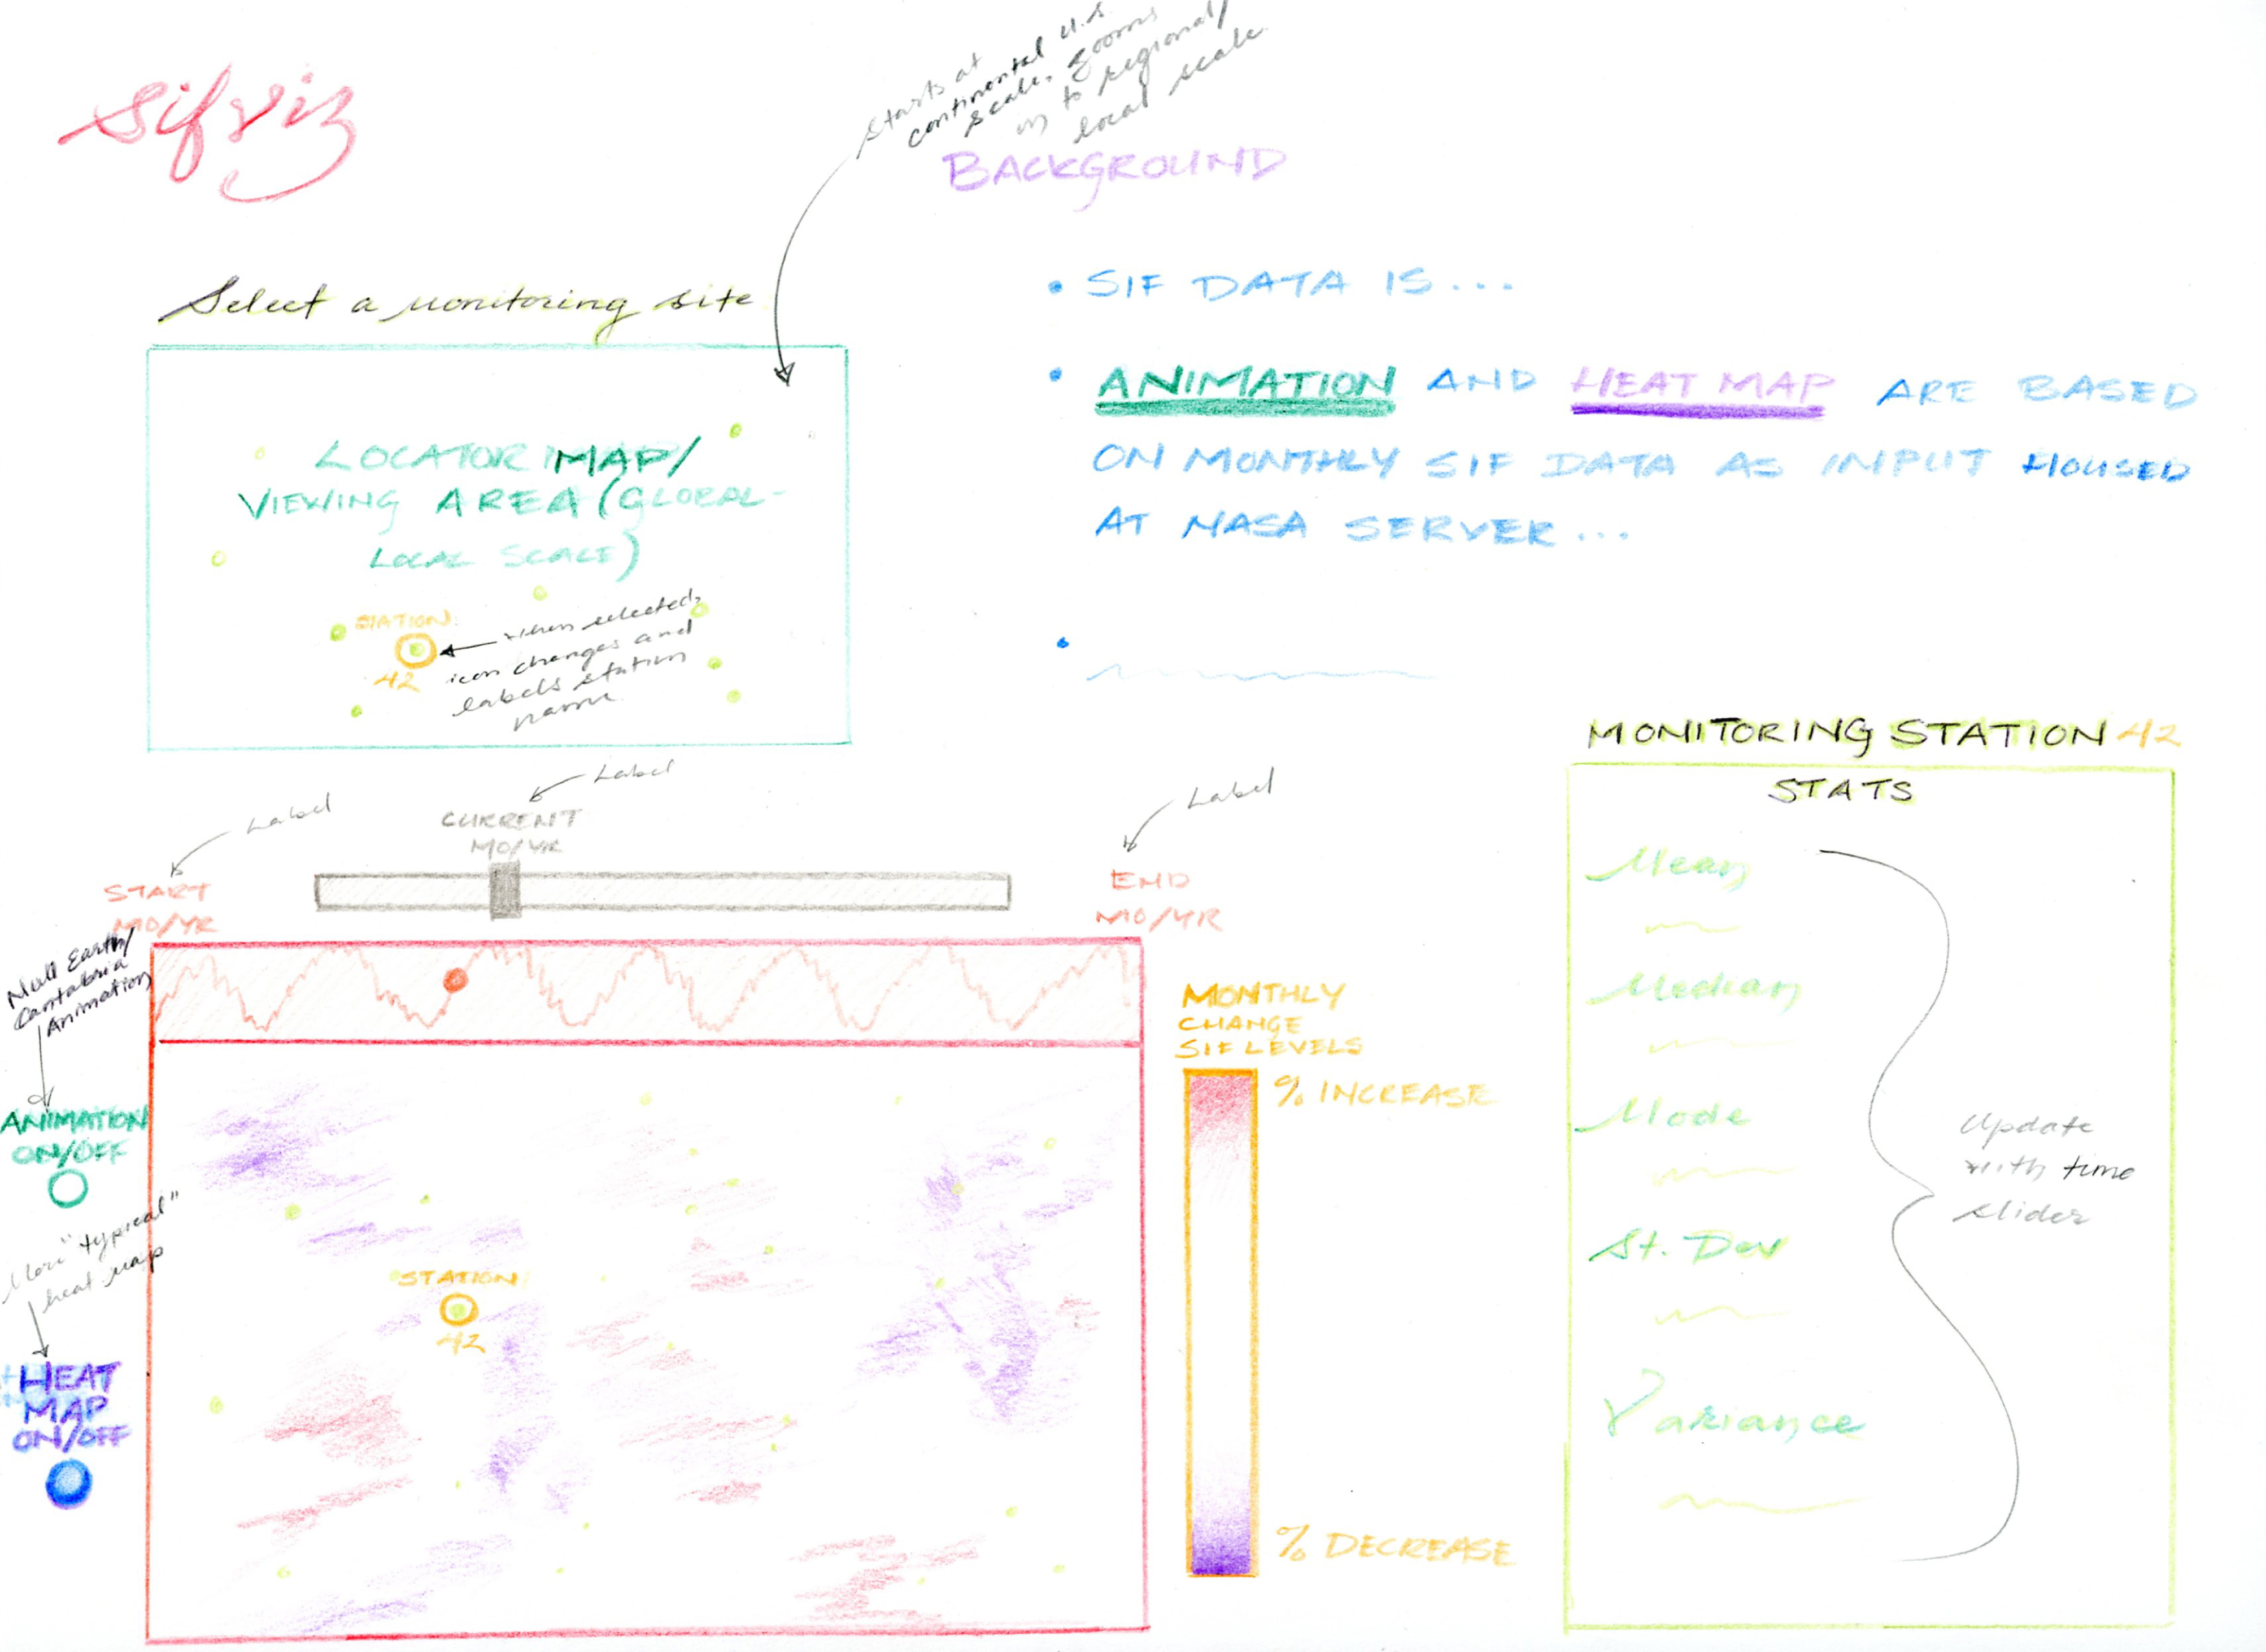 Sifviz
starts at
continental U.S.
scale. Zooms
in to regional/
local scale
BACKGROUND
• SIF DATA IS...
• ANIMATION AND HEAT MAP ARE BASED
ON MONTHLY SIF DATA AS INPUT HOUSED
AT NASA SERVER...
•
Select a monitoring site
LOCATOR MAP/
VIEWING AREA (GLOBAL-
LOCAL SCALE)
STATION
42
when selected,
icon changes and
labels station
name
Label
Label
Label
START
MO/YR
CURRENT
MO/YR
END
MO/YR
Null Earth/
Cantabria
Animation
ANIMATION
ON/OFF
More "typical"
heat map
HEAT
MAP
ON/OFF
STATION
42
MONTHLY
CHANGE
SIF LEVELS
% INCREASE
% DECREASE
MONITORING STATION 42
STATS
Mean
Median
Mode
St. Dev
Variance
Update
with time
slider